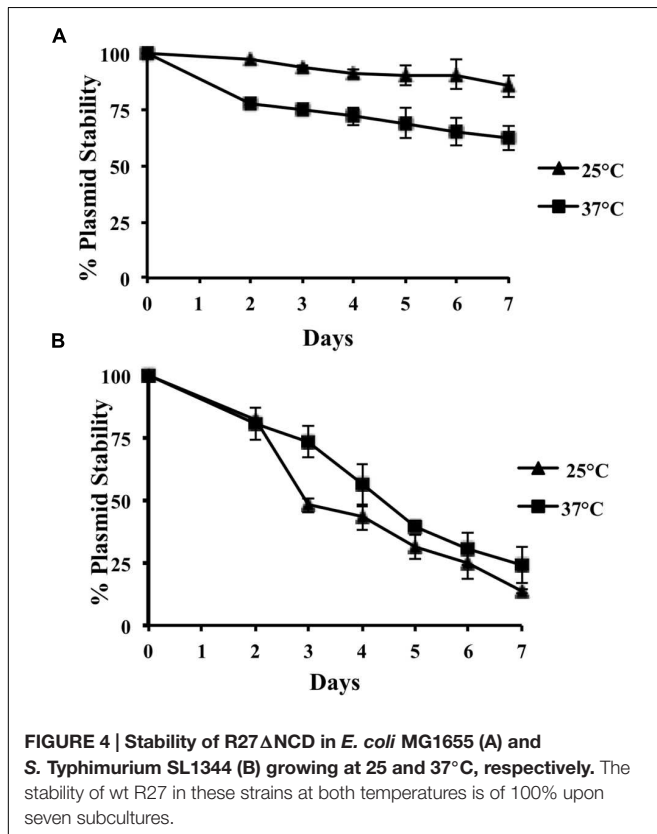 A
100
75
50
25
0
% Plasmid Stability
0 1 2 3 4 5 6 7
Days
25°C
37°C
B
100
75
50
25
0
% Plasmid Stability
0 1 2 3 4 5 6 7
Days
25°C
37°C
FIGURE 4 | Stability of R27ΔNCD in E. coli MG1655 (A) and
S. Typhimurium SL1344 (B) growing at 25 and 37°C, respectively. The
stability of wt R27 in these strains at both temperatures is of 100% upon
seven subcultures.